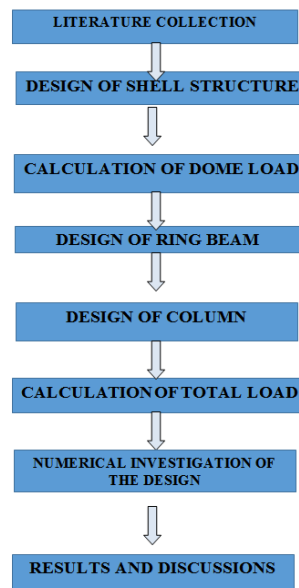 LITERATURE COLLECTION
DESIGN OF SHELL STRUCTURE
CALCULATION OF DOME LOAD
DESIGN OF RING BEAM
DESIGN OF COLUMN
CALCULATION OF TOTAL LOAD
NUMERICAL INVESTIGATION OF
THE DESIGN
RESULTS AND DISCUSSIONS